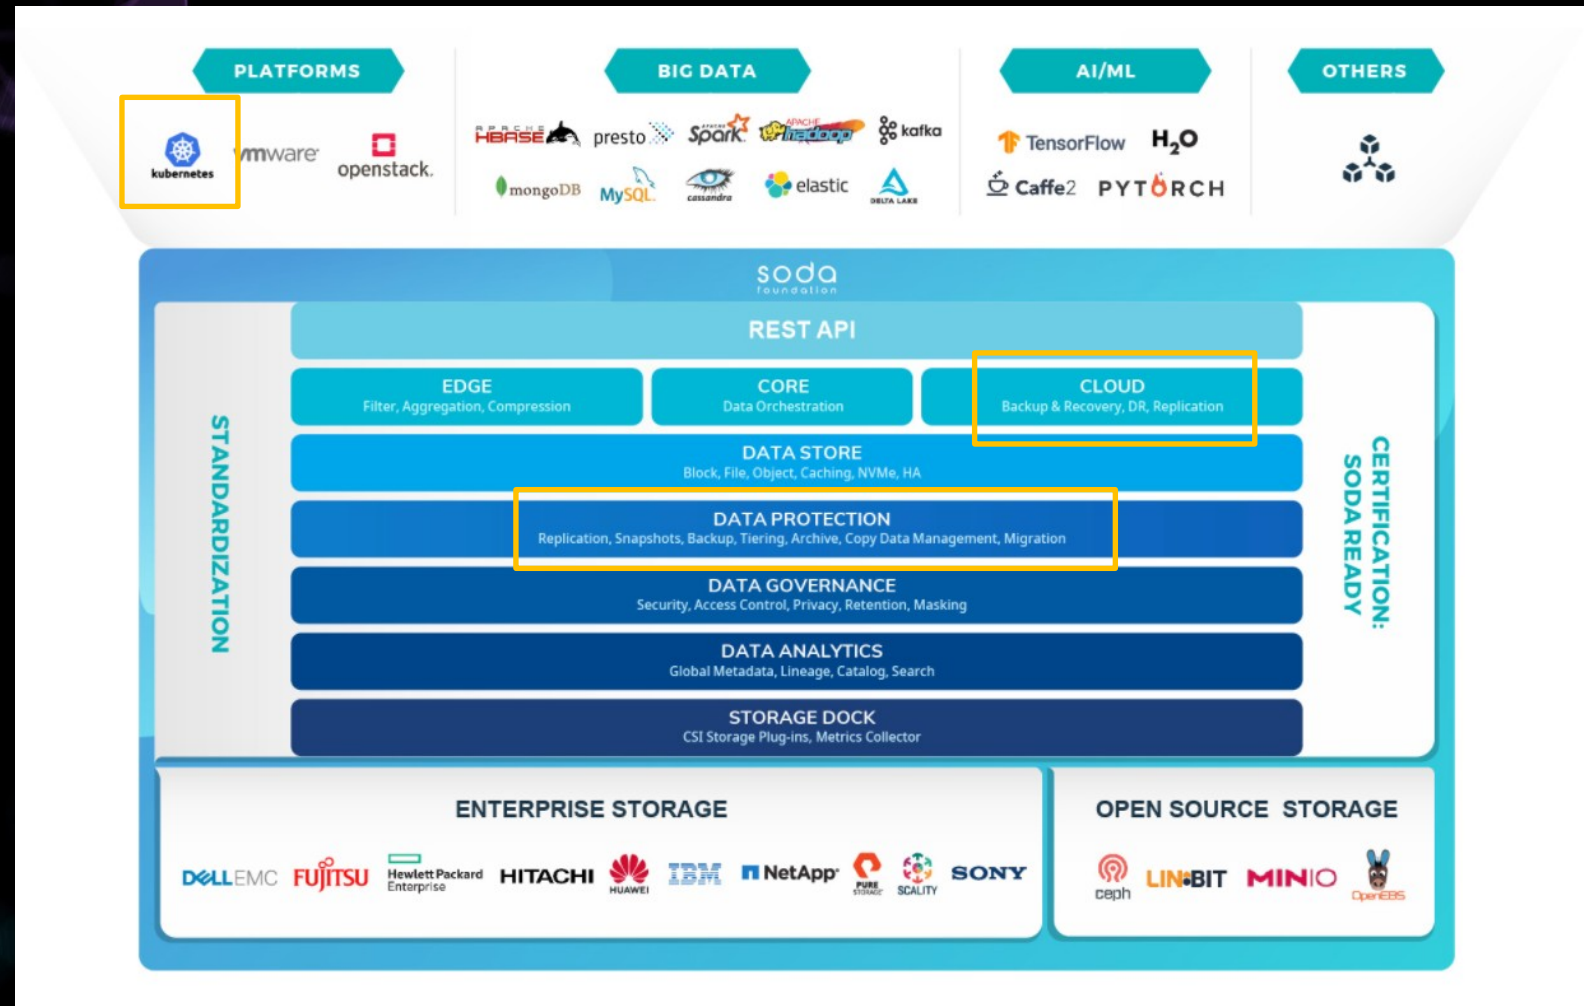 PLATFORMS
BIG DATA
AI/ML
OTHERS
kubernetes
vmware
openstack.
APACHE
HBASE
presto
APACHE
Spark
APACHE
hadoop
kafka
mongoDB
MySQL
cassandra
elastic
DELTA LAKE
TensorFlow
H2O
Caffe2
PYTORCH
soda
foundation
REST API
EDGE
Filter, Aggregation, Compression
CORE
Data Orchestration
CLOUD
Backup & Recovery, DR, Replication
DATA STORE
Block, File, Object, Caching, NVMe, HA
DATA PROTECTION
Replication, Snapshots, Backup, Tiering, Archive, Copy Data Management, Migration
DATA GOVERNANCE
Security, Access Control, Privacy, Retention, Masking
DATA ANALYTICS
Global Metadata, Lineage, Catalog, Search
STORAGE DOCK
CSI Storage Plug-ins, Metrics Collector
STANDARDIZATION
CERTIFICATION:
SODA READY
ENTERPRISE STORAGE
DELLEMC
FUJITSU
Hewlett Packard
Enterprise
HITACHI
HUAWEI
IBM
NetApp
PURE
STORAGE
SCALITY
SONY
OPEN SOURCE STORAGE
ceph
LINBIT
MINIO
OpenEBS